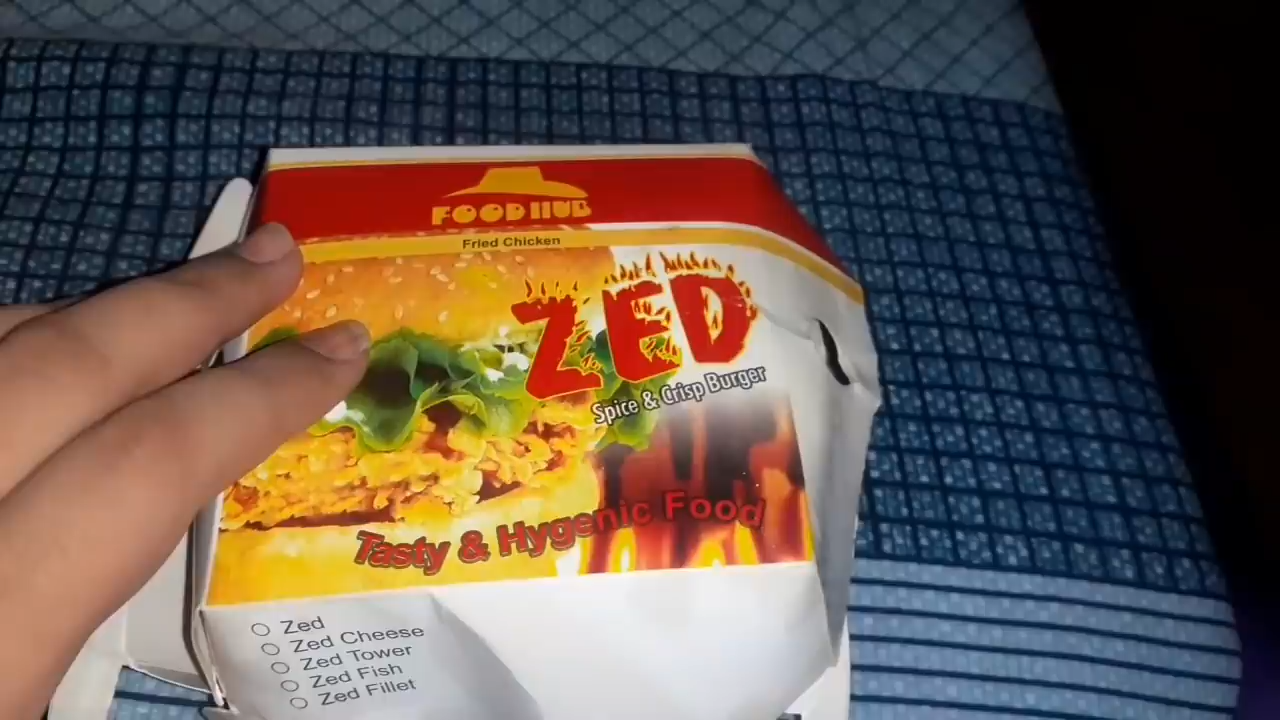 FOOD HUB
Fried Chicken
ZED
Spice & Crisp Burger
Tasty & Hygenic Food
Zed
Zed Cheese
Zed Tower
Zed Fish
Zed Fillet